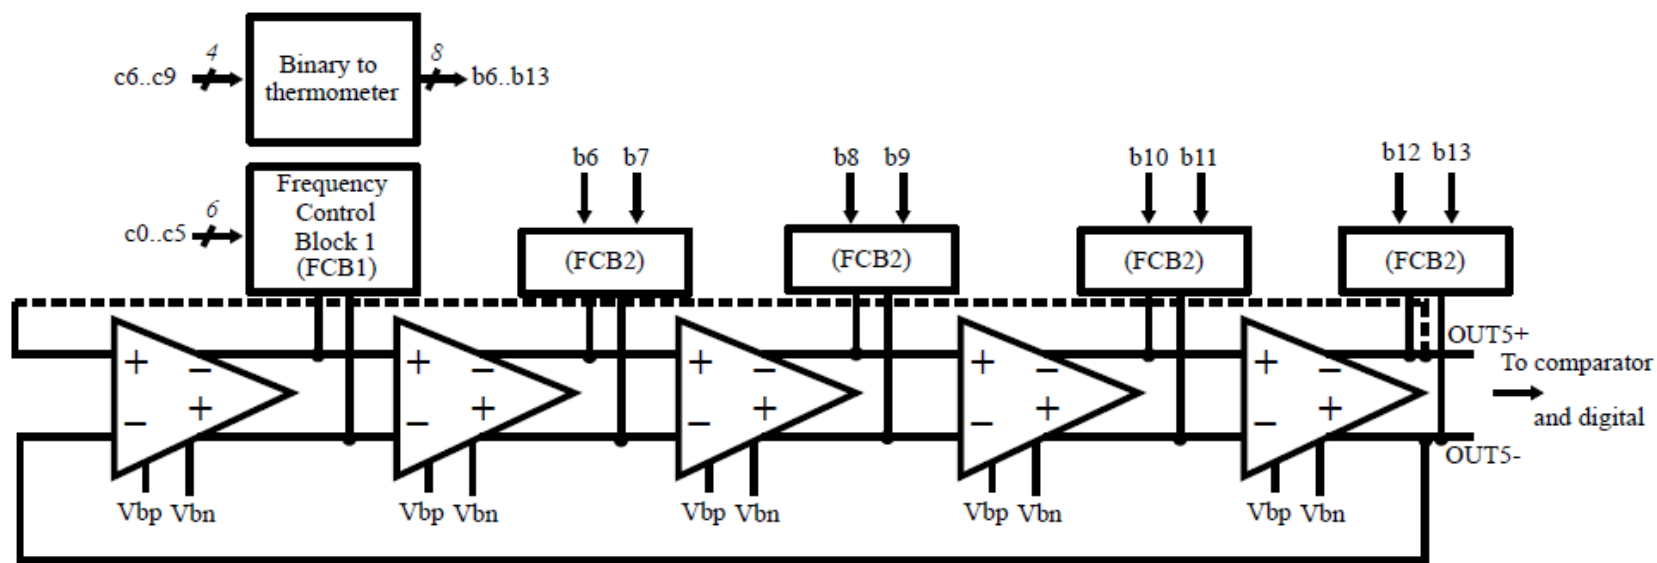 4
8
c6..c9
Binary to
thermometer
b6..b13
b6 b7
b8 b9
b10 b11
b12 b13
6
c0..c5
Frequency
Control
Block 1
(FCB1)
(FCB2)
(FCB2)
(FCB2)
(FCB2)
OUT5+
+ − + − + − + − + −
− + − + − + − + − +
To comparator
and digital
OUT5-
Vbp Vbn
Vbp Vbn
Vbp Vbn
Vbp Vbn
Vbp Vbn